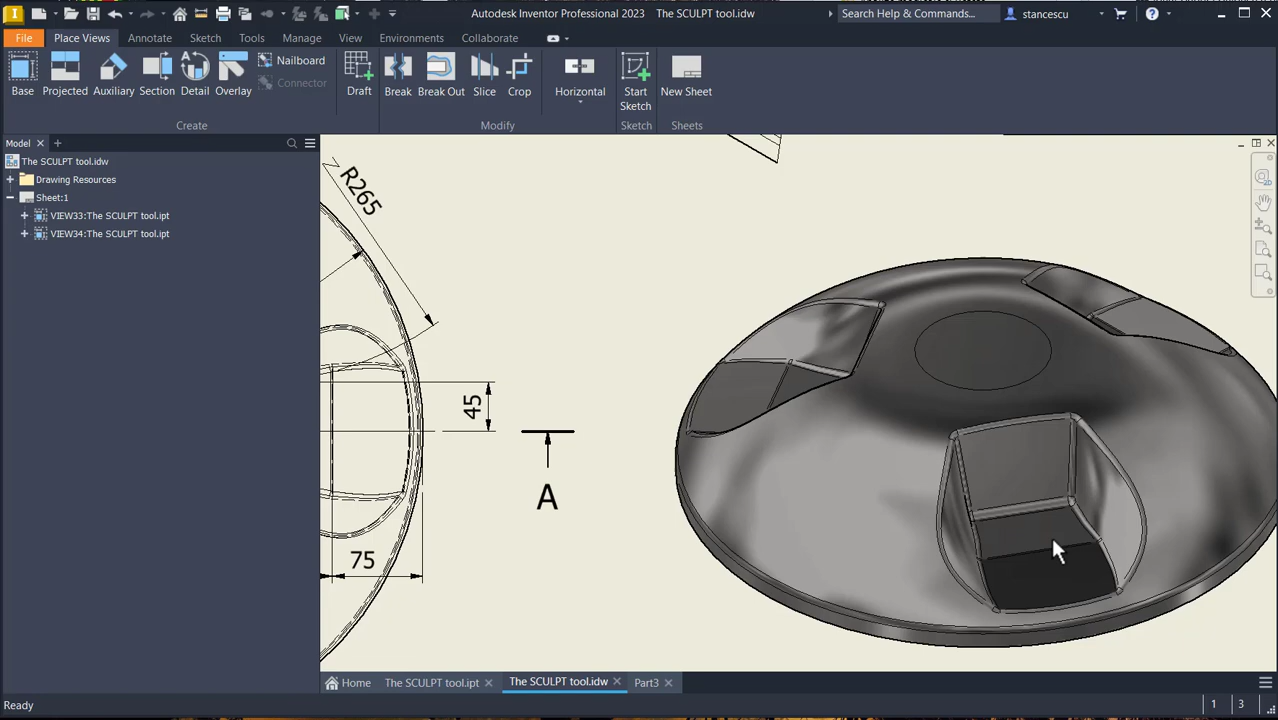 Autodesk Inventor Professional 2023 The SCULPT tool.idw
Search Help & Commands...
stancescu
File Place Views Annotate Sketch Tools Manage View Environments Collaborate
Base
Projected
Auxiliary
Section
Detail
Overlay
Nailboard
Connector
Draft
Break
Break Out
Slice
Crop
Horizontal
Start
Sketch
New Sheet
Create
Modify
Sketch
Sheets
Model
The SCULPT tool.idw
Drawing Resources
Sheet:1
VIEW33:The SCULPT tool.ipt
VIEW34:The SCULPT tool.ipt
R265
45
A
75
Home The SCULPT tool.ipt The SCULPT tool.idw Part3
Ready
1 3